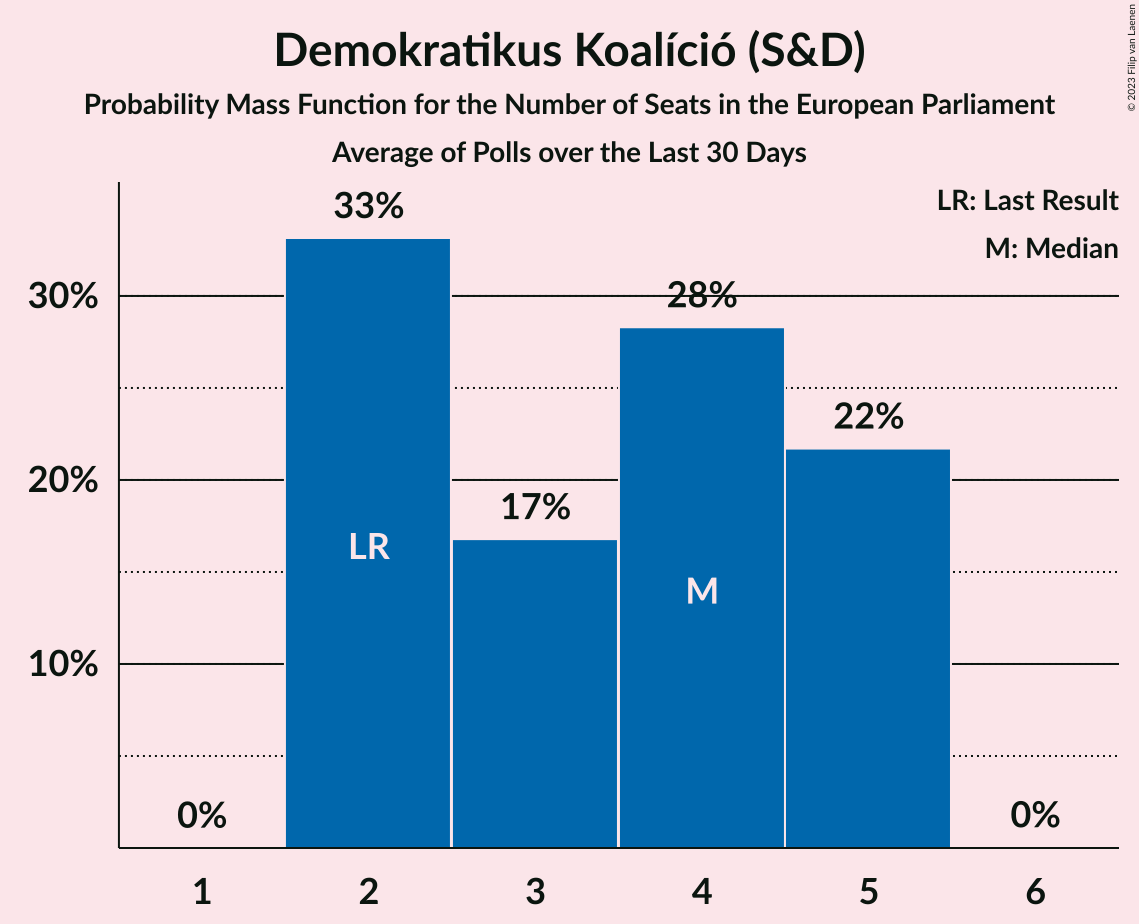 Demokratikus Koalíció (S&D)
Probability Mass Function for the Number of Seats in the European Parliament
Average of Polls over the Last 30 Days
© 2023 Filip van Laenen
LR: Last Result
M: Median
33%
28%
22%
17%
0%
0%
30%
20%
10%
LR
M
1 2 3 4 5 6